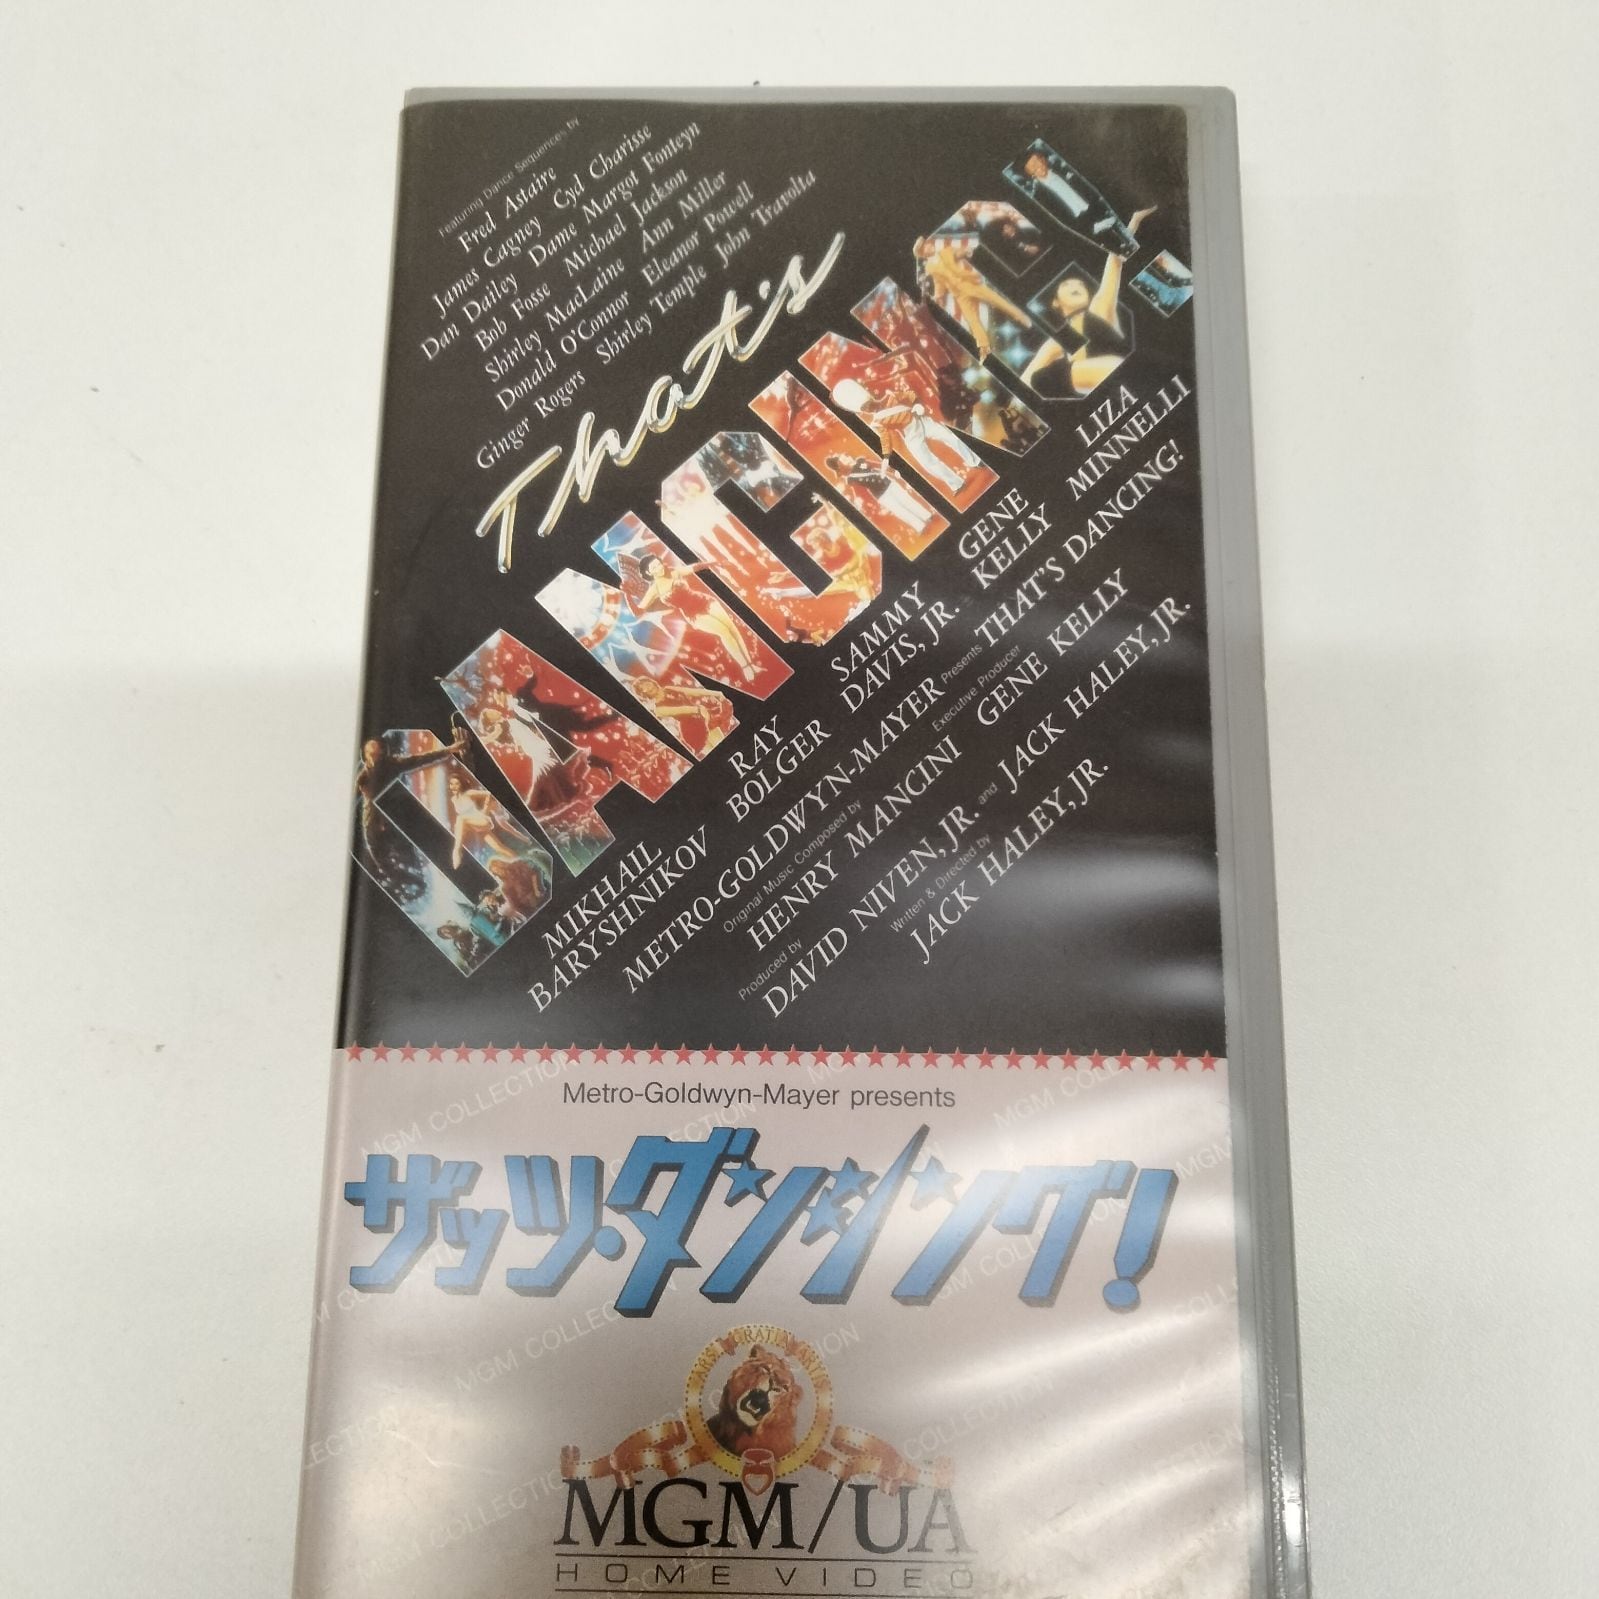 Featuring Dance Sequences by
Fred Astaire
James Cagney Cyd Charisse
Dan Dailey Dame Margot Fonteyn
Bob Fosse Michael Jackson
Shirley MacLaine Ann Miller
Donald O'Connor Eleanor Powell
Ginger Rogers Shirley Temple John Travolta
That's
DANCING!
MIKHAIL BARYSHNIKOV
RAY BOLGER
SAMMY DAVIS, JR.
GENE KELLY
LIZA MINNELLI
METRO-GOLDWYN-MAYER Presents THAT'S DANCING!
Original Music Composed by HENRY MANCINI
Executive Producer GENE KELLY
Produced by DAVID NIVEN, JR. and JACK HALEY, JR.
Written & Directed by JACK HALEY, JR.
Metro-Goldwyn-Mayer presents
ザッツ・ダンシング!
ARS GRATIA ARTIS
MGM/UA
HOME VIDEO
MGM COLLECTION